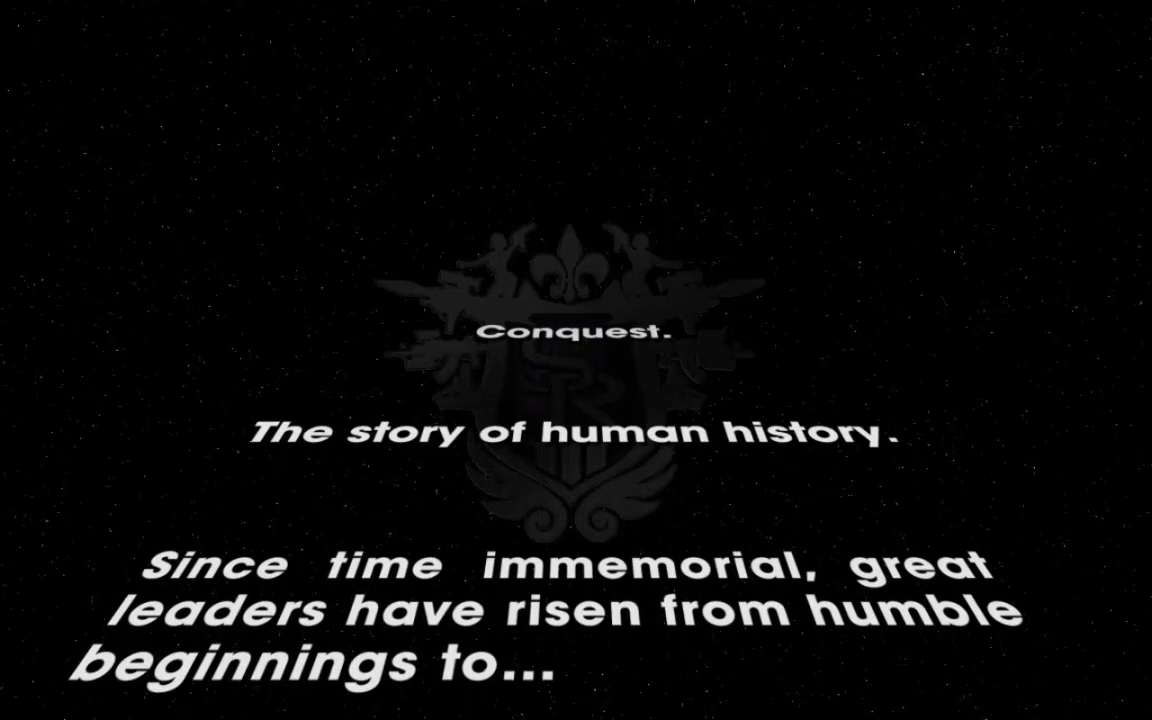 Conquest.
The story of human history.
Since time immemorial, great
leaders have risen from humble
beginnings to...